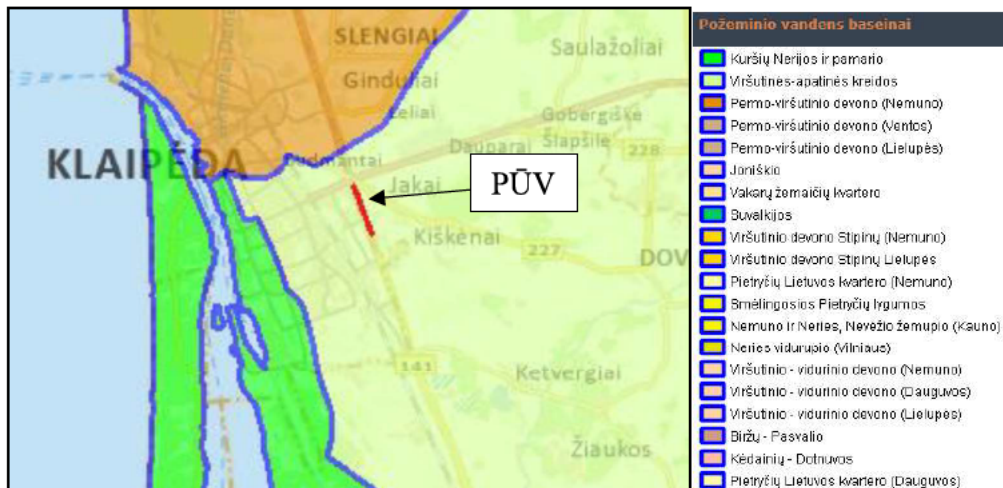 SLENGIAI
Saulažoliai
Ginduliai
Gobergiškė
Šlapšilė
228
Dauparai
KLAIPĖDA
PŪV
Jakai
Kiškėnai
227
DOV
141
Ketvergiai
Žiaukos
Požeminio vandens baseinai
Kuršių Nerijos ir pamario
Viršutinės-apatinės kreidos
Permo-viršutinio devono (Nemuno)
Permo-viršutinio devono (Ventos)
Permo-viršutinio devono (Lielupės)
Joniškio
Vakarų žemaičių kvartero
Suvalkijos
Viršutinio devono Stipinų (Nemuno)
Viršutinio devono Stipinų Lielupės
Pietryčių Lietuvos kvartero (Nemuno)
Smėlingosios Pietryčių lygumos
Nemuno ir Neries, Nevėžio žemupio (Kauno)
Neries vidurupio (Vilniaus)
Viršutinio - vidurinio devono (Nemuno)
Viršutinio - vidurinio devono (Dauguvos)
Viršutinio - vidurinio devono (Lielupės)
Biržų - Pasvalio
Kėdainių - Dotnuvos
Pietryčių Lietuvos kvartero (Dauguvos)